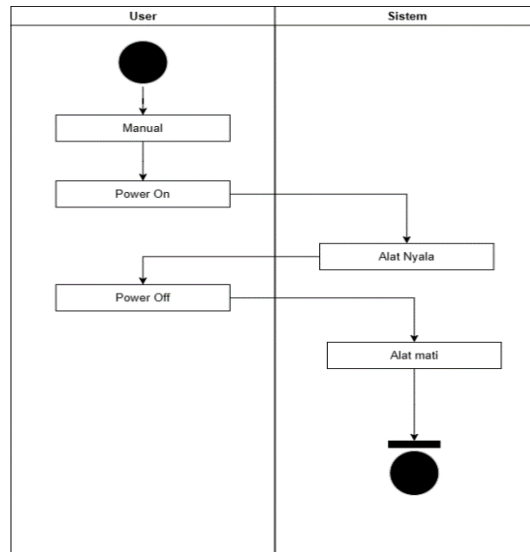 User
Sistem
Manual
Power On
Alat Nyala
Power Off
Alat mati